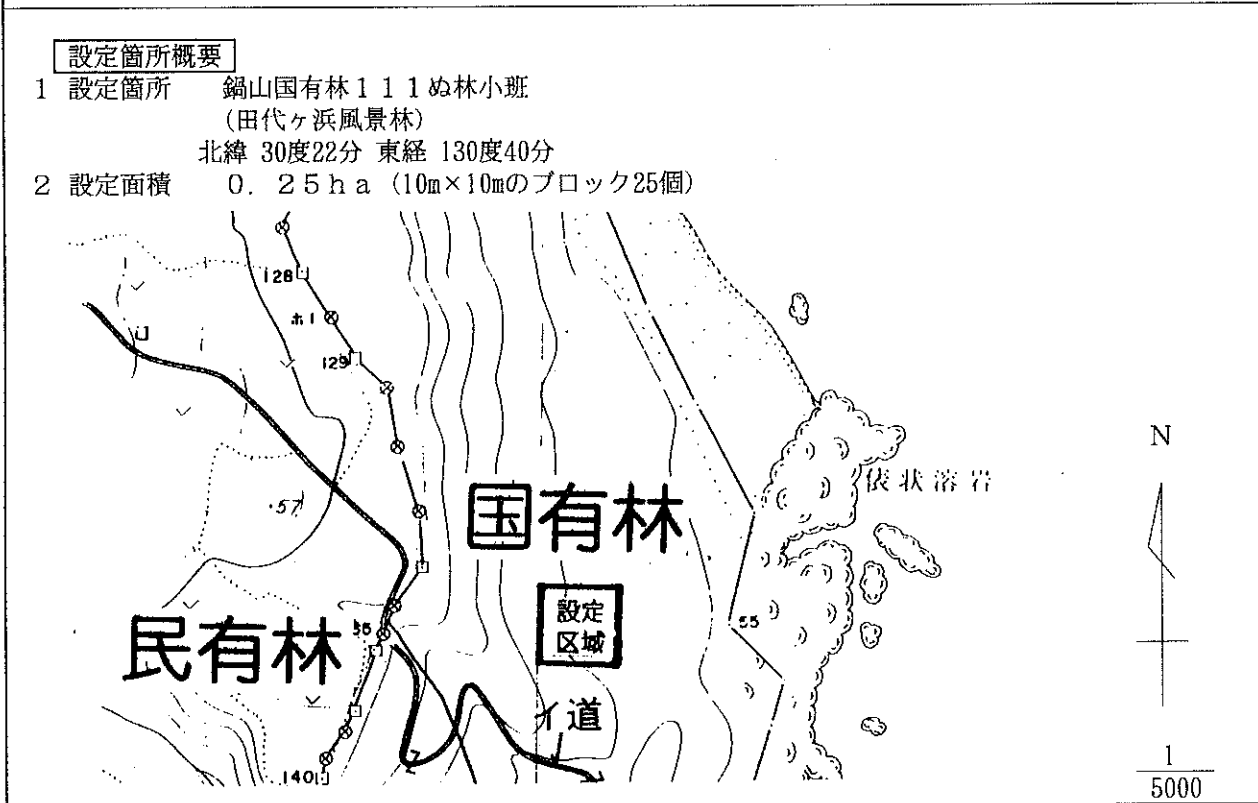 設定箇所概要
1 設定箇所 鍋山国有林111ぬ林小班
(田代ヶ浜風景林)
北緯 30度22分 東経 130度40分
2 設定面積 0.25ha (10m×10mのブロック25個)
128
ホ1
129
N
俵状溶岩
・57
国有林
設定
区域
民有林
55
イ道
140
1
5000